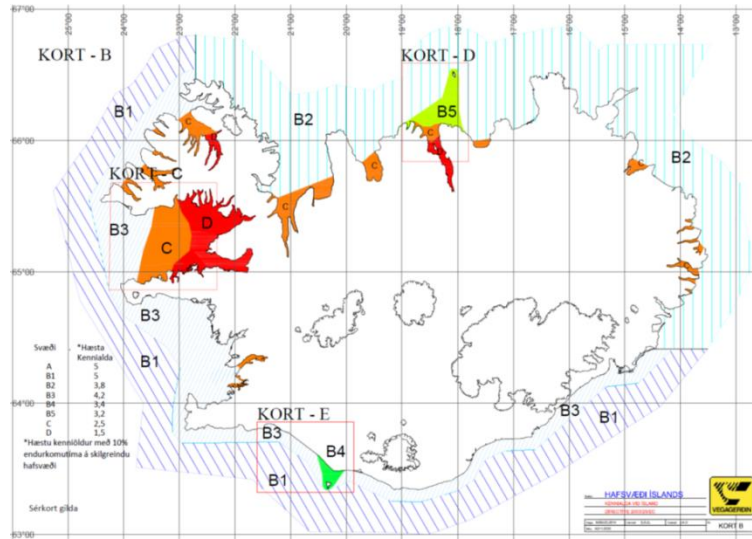 67°00
KORT - B
25°00
24°00
23°00
22°00
21°00
20°00
19°00
18°00
17°00
16°00
15°00
14°00
KORT - D
B1
B2
B5
C
66°00
D
C
C
C
B2
KORT - C
C
B3
C
D
65°00
B3
B1
Svæði
*Hæsta
Kennialda
A 5
B1 5
B2 3,8
B3 4,2
B4 3,4
B5 3,2
C 2,5
D 1,5
*Hæstu kenniöldur með 10%
endurkomutíma á skilgreindu
hafsvæði
64°00
KORT - E
B3
B4
B1
B3
B1
Sérkort gilda
HAFSVÆÐI ÍSLANDS
VEGAGERÐIN
KORT B
63°00